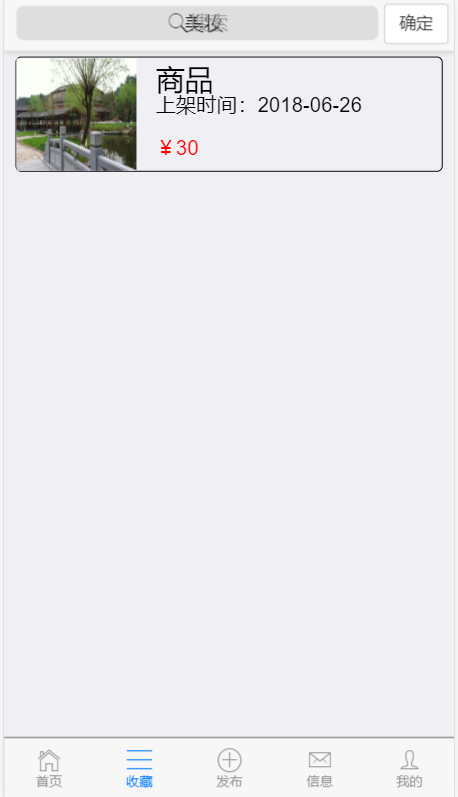 美妆
确定
商品
上架时间：2018-06-26
￥30
首页 收藏 发布 信息 我的